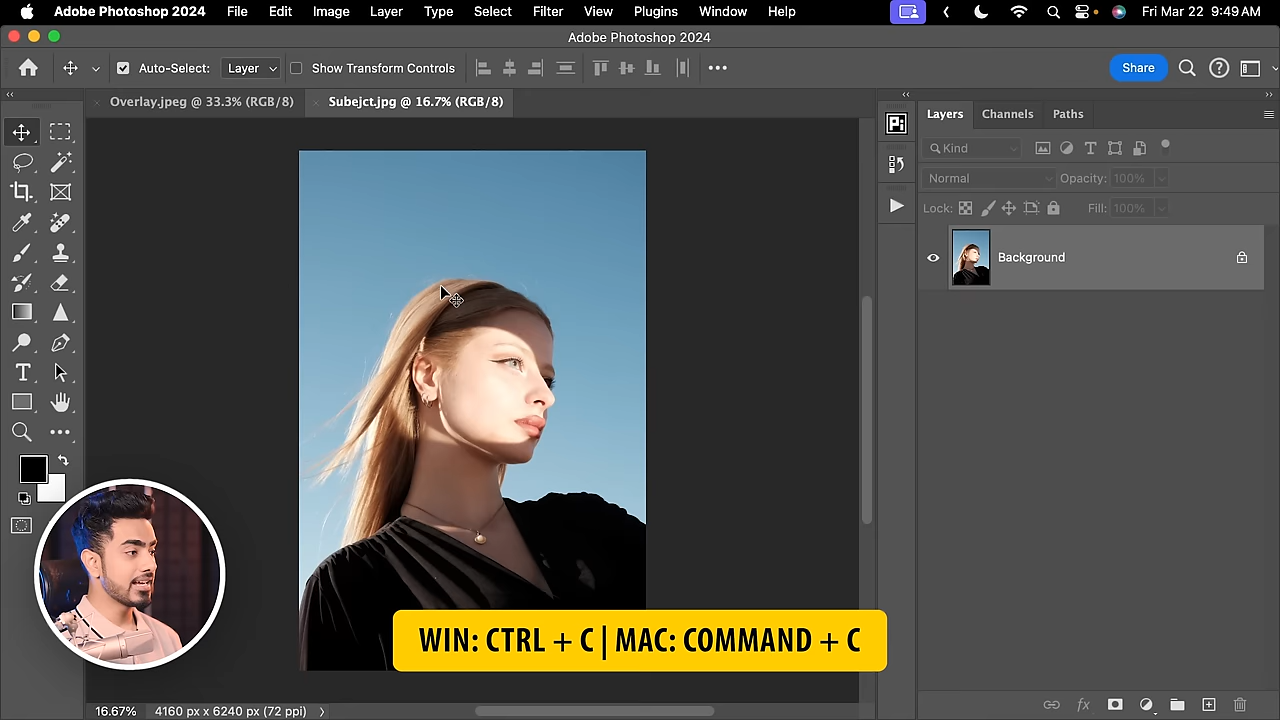 Adobe Photoshop 2024 File Edit Image Layer Type Select Filter View Plugins Window Help Fri Mar 22 9:49 AM
Adobe Photoshop 2024
Auto-Select: Layer Show Transform Controls Share
Overlay.jpeg @ 33.3% (RGB/8) Subejct.jpg @ 16.7% (RGB/8)
Layers Channels Paths
Kind
Normal Opacity: 100%
Lock: Fill: 100%
Background
WIN: CTRL + C | MAC: COMMAND + C
16.67% 4160 px x 6240 px (72 ppi)